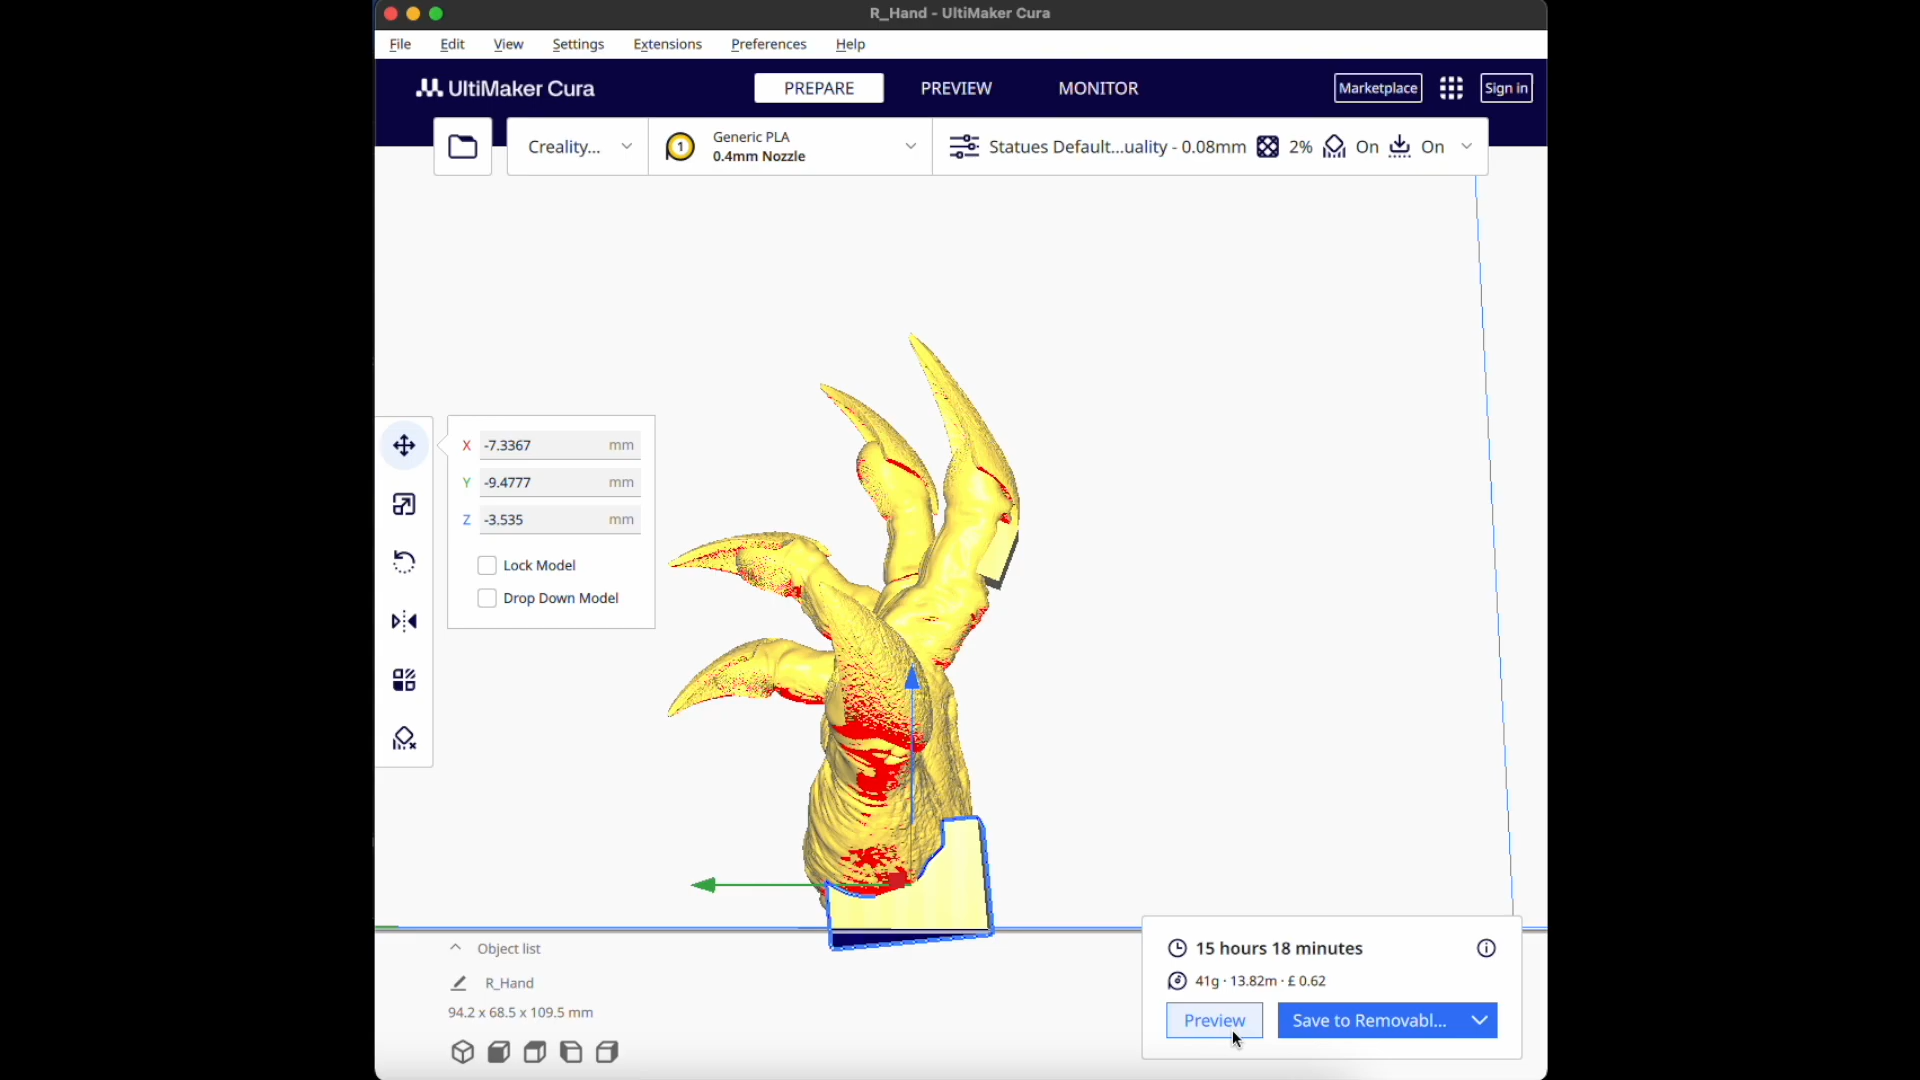 R_Hand - UltiMaker Cura
File Edit View Settings Extensions Preferences Help
UltiMaker Cura PREPARE PREVIEW MONITOR Marketplace Sign in
Creality... 1 Generic PLA
0.4mm Nozzle
Statues Default...uality - 0.08mm 2% On On
X -7.3367 mm
Y -9.4777 mm
Z -3.535 mm
Lock Model
Drop Down Model
Object list
R_Hand
94.2 x 68.5 x 109.5 mm
15 hours 18 minutes
41g · 13.82m · £ 0.62
Preview Save to Removabl...